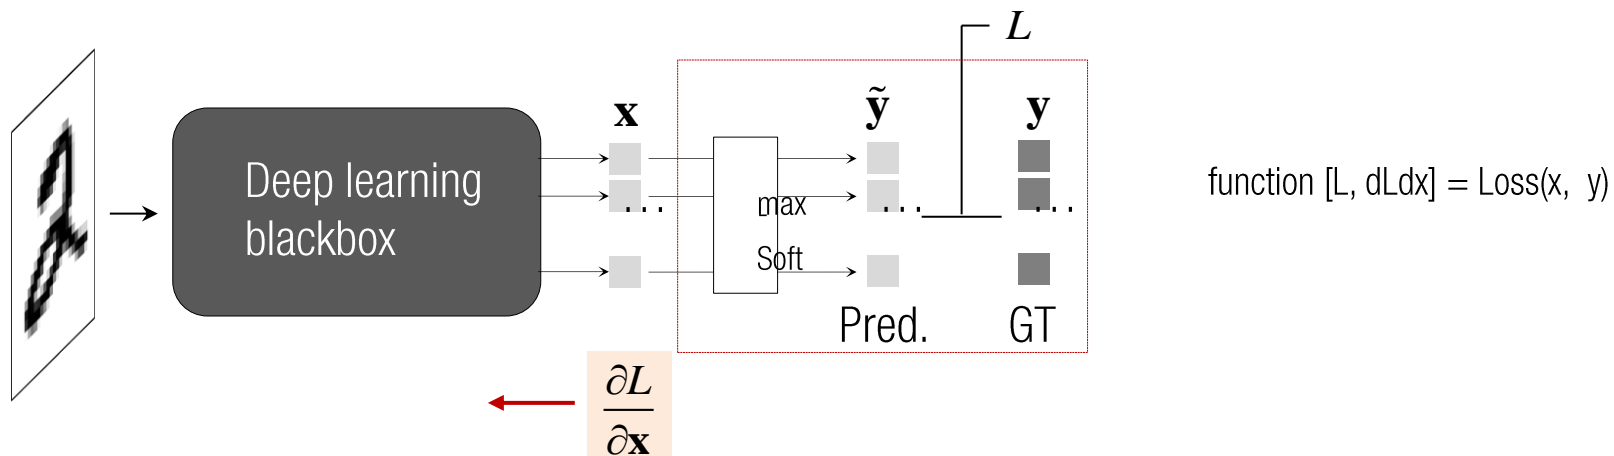 L
x
ỹ
y
Deep learning
blackbox
...
...
...
max
Soft
function [L, dLdx] = Loss(x, y)
Pred.
GT
∂L
∂x